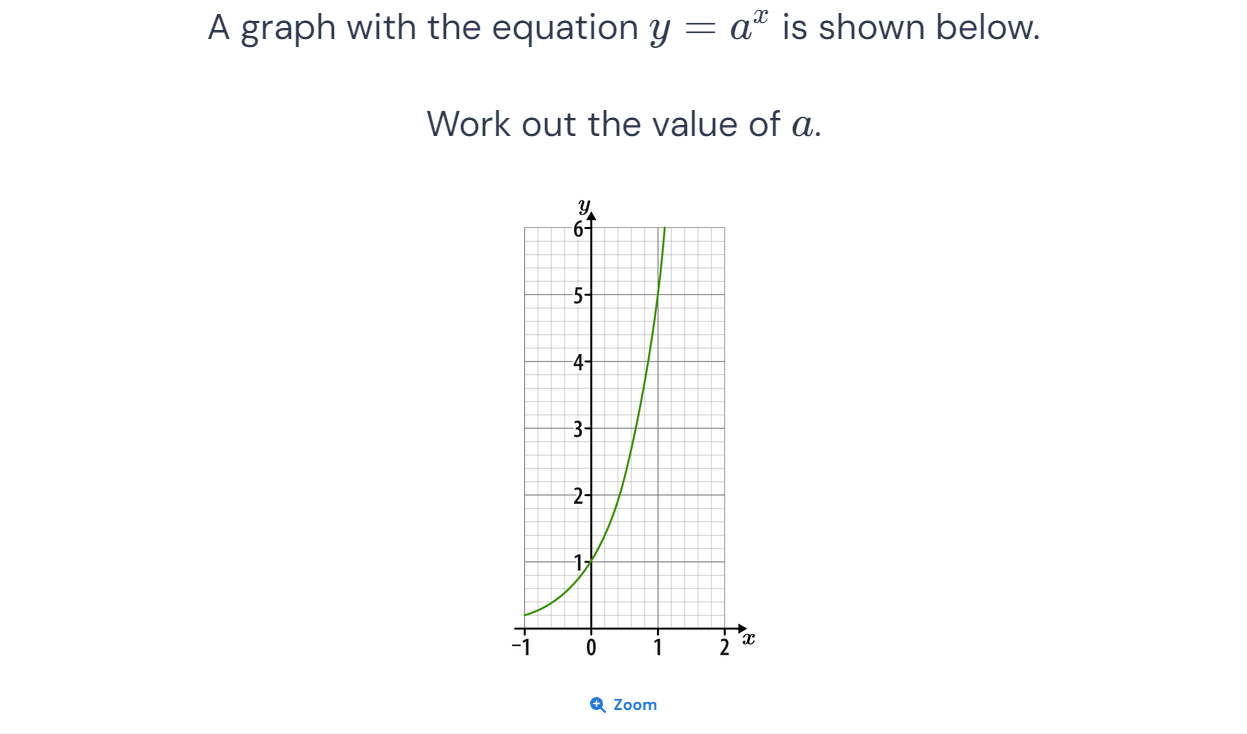 A graph with the equation y = aˣ is shown below.
Work out the value of a.
y
6
5
4
3
2
1
−1 0 1 2 x
Zoom